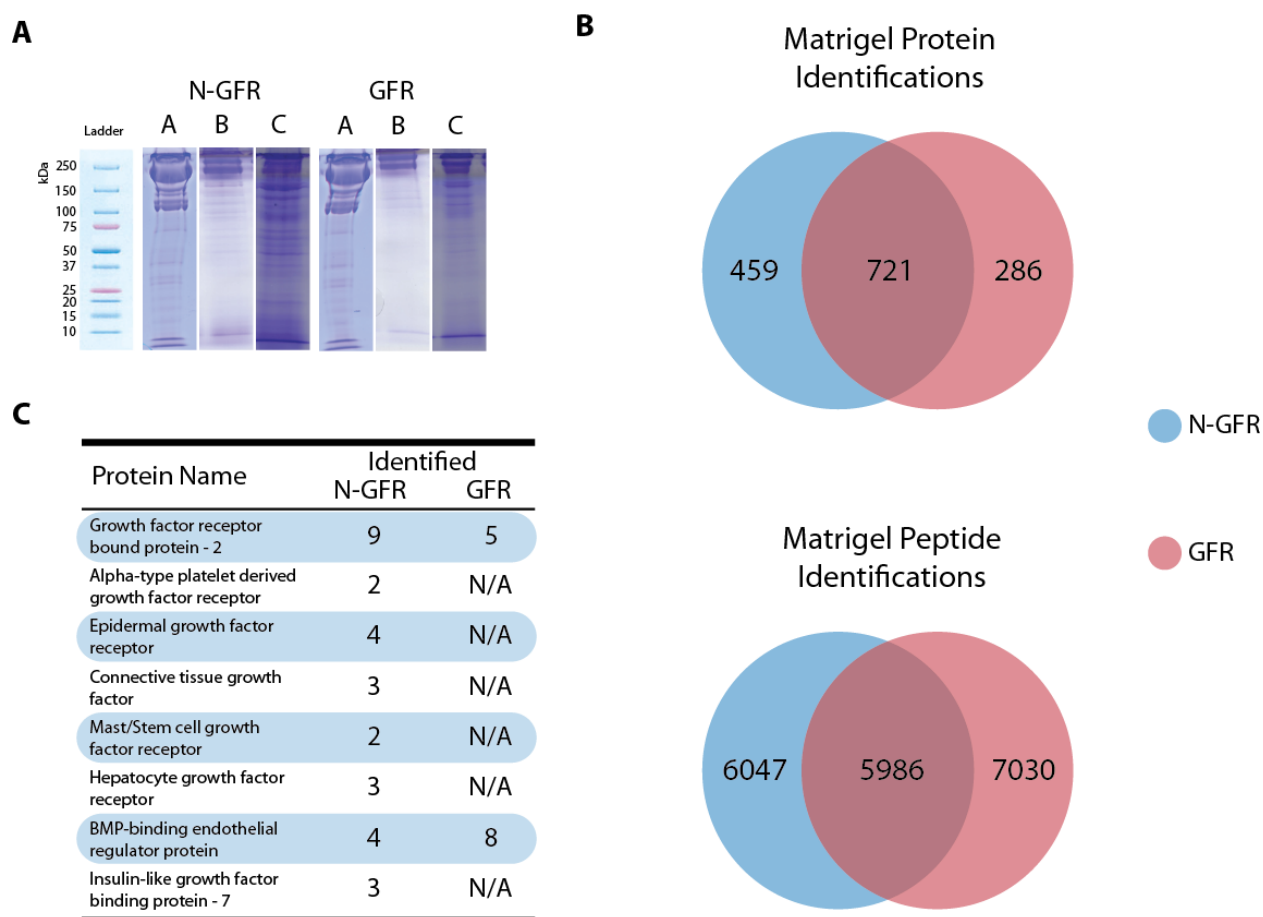 A
N-GFR GFR
Ladder A B C A B C
kDa
250
150
100
75
50
37
25
20
15
10
B
Matrigel Protein
Identifications
459 721 286
N-GFR
GFR
Matrigel Peptide
Identifications
6047 5986 7030
C
Protein Name Identified
N-GFR GFR
Growth factor receptor
bound protein - 2 9 5
Alpha-type platelet derived
growth factor receptor 2 N/A
Epidermal growth factor
receptor 4 N/A
Connective tissue growth
factor 3 N/A
Mast/Stem cell growth
factor receptor 2 N/A
Hepatocyte growth factor
receptor 3 N/A
BMP-binding endothelial
regulator protein 4 8
Insulin-like growth factor
binding protein - 7 3 N/A